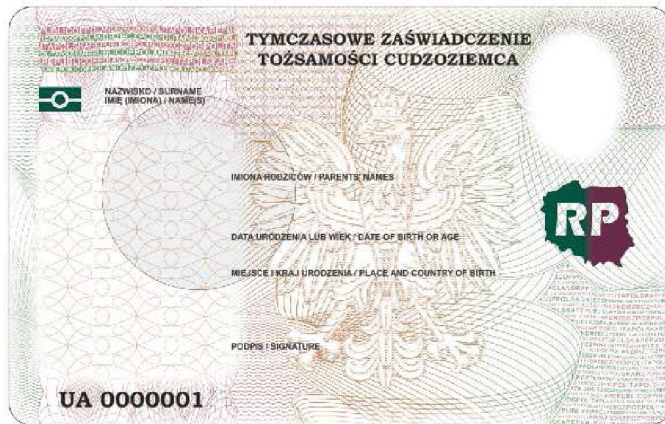 TYMCZASOWE ZAŚWIADCZENIE
TOŻSAMOŚCI CUDZOZIEMCA
NAZWISKO / SURNAME
IMIĘ (IMIONA) / NAME(S)
IMIONA RODZICÓW / PARENTS' NAMES
RP
DATA URODZENIA LUB WIEK / DATE OF BIRTH OR AGE
MIEJSCE I KRAJ URODZENIA / PLACE AND COUNTRY OF BIRTH
PODPIS / SIGNATURE
UA 0000001